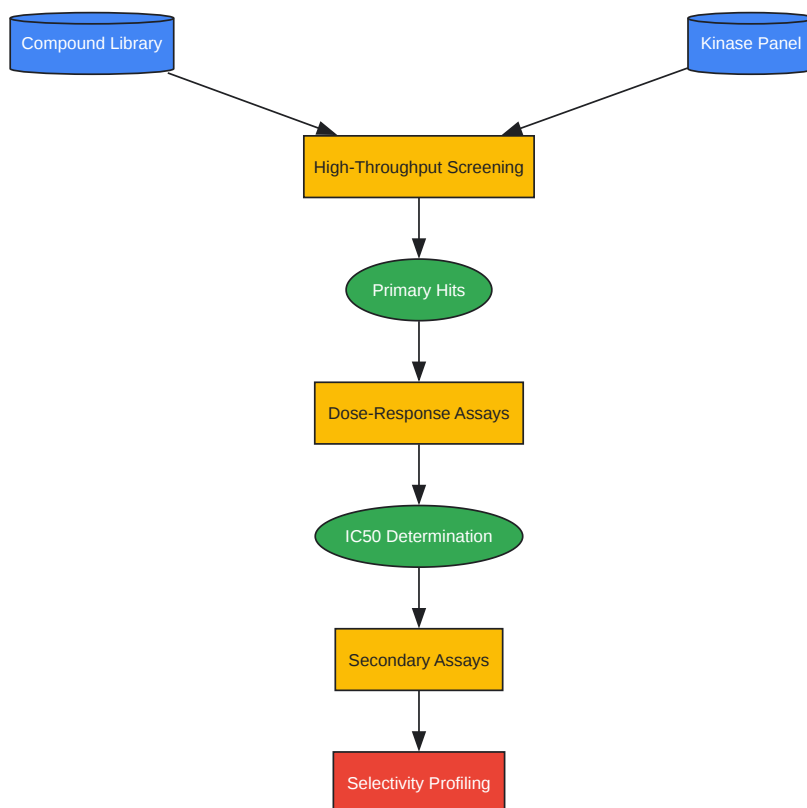 Compound Library
Kinase Panel
High-Throughput Screening
Primary Hits
Dose-Response Assays
IC50 Determination
Secondary Assays
Selectivity Profiling